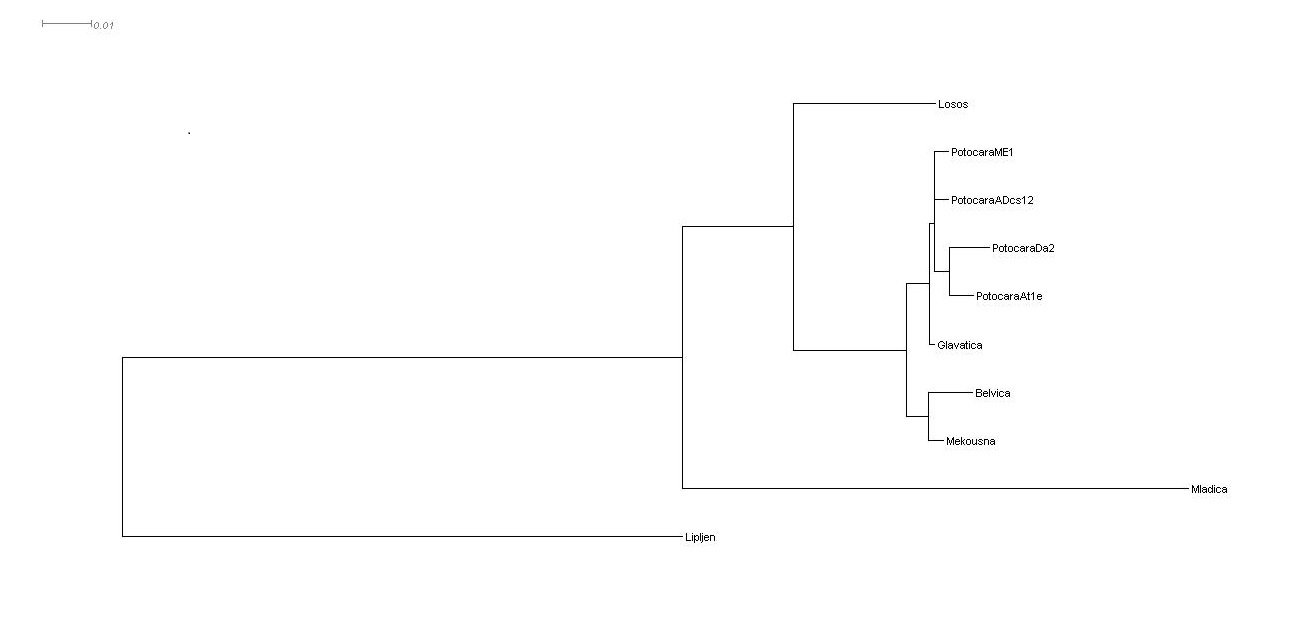 0.01
Losos
PotocaraME1
PotocaraADcs12
PotocaraDa2
PotocaraAt1e
Glavatica
Belvica
Mekousna
Mladica
Lipljen